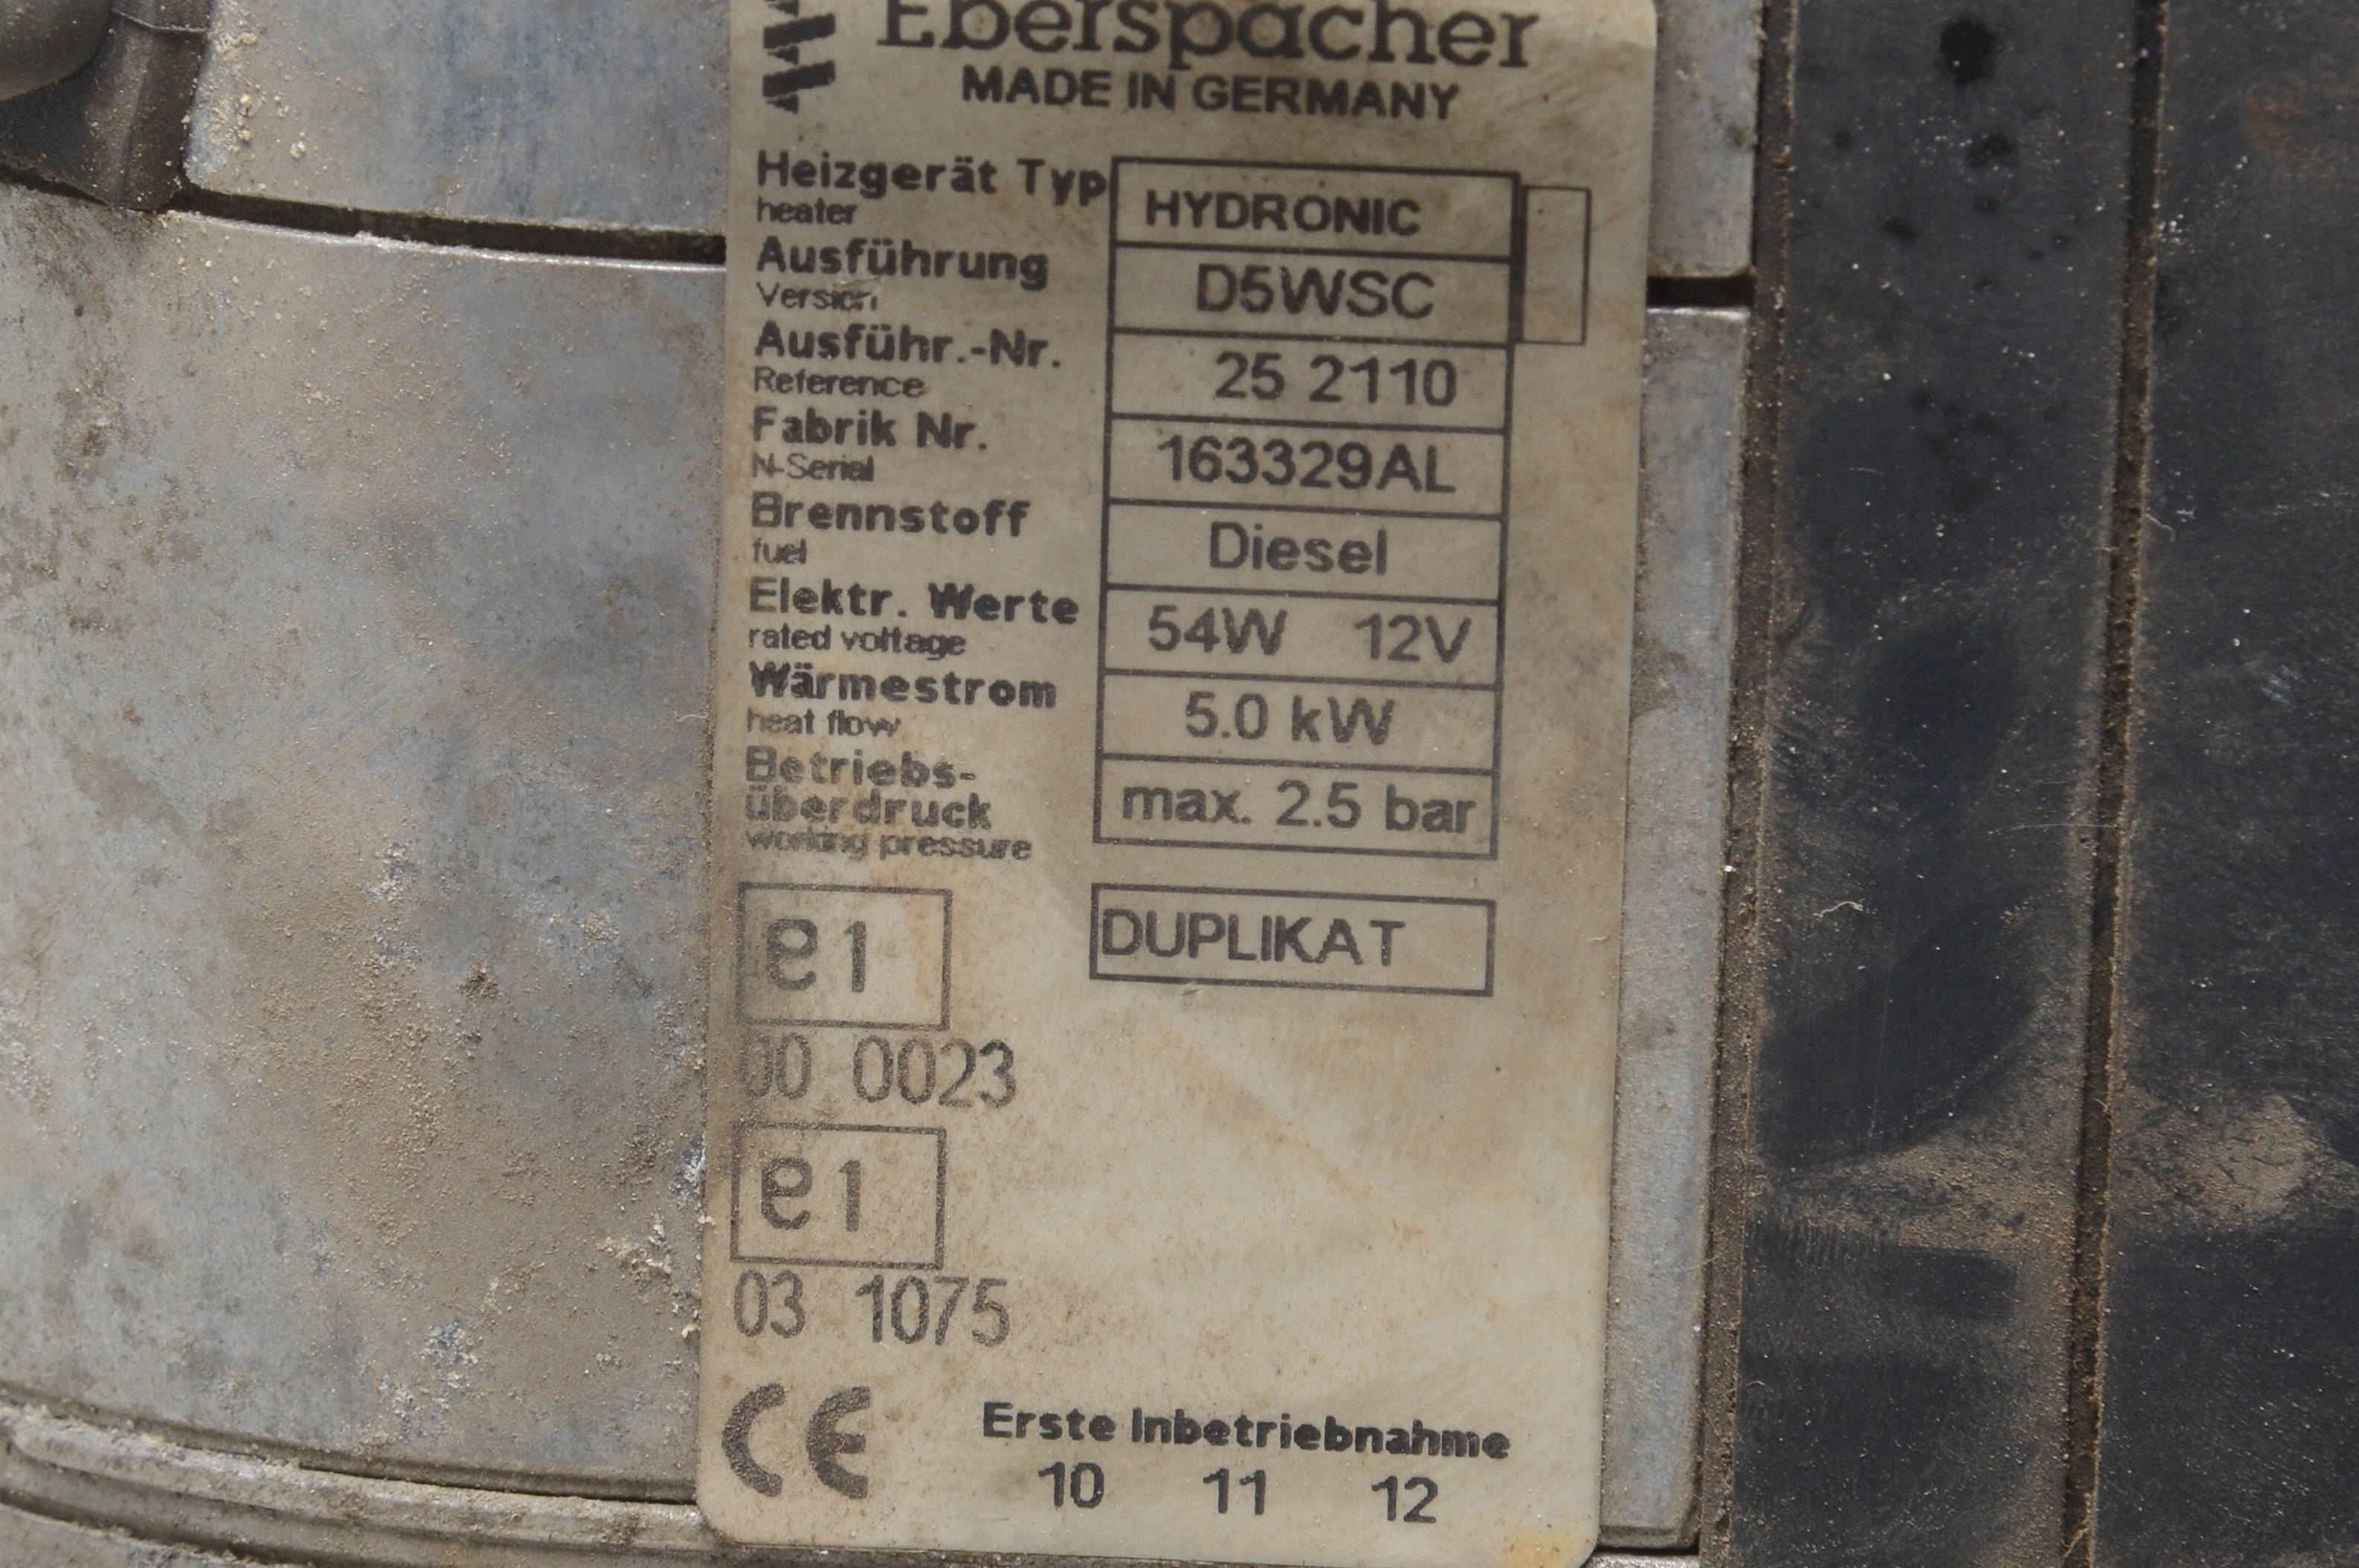 Eberspacher
MADE IN GERMANY
Heizgerät Typ HYDRONIC
heater
Ausführung D5WSC
Version
Ausführ.-Nr. 25 2110
Reference
Fabrik Nr. 163329AL
N-Serial
Brennstoff Diesel
fuel
Elektr. Werte 54W 12V
rated voltage
Wärmestrom 5.0 kW
heat flow
Betriebs-
überdruck max. 2.5 bar
working pressure
e1 DUPLIKAT
00 0023
e1
03 1075
CE Erste Inbetriebnahme
10 11 12